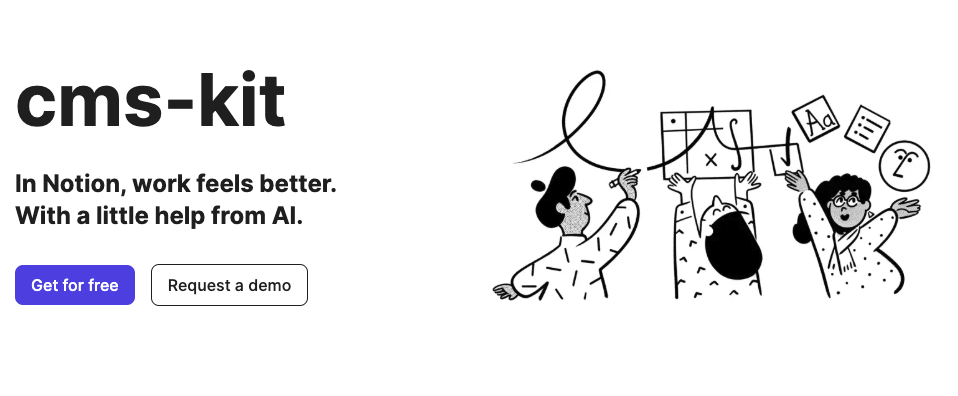 cms-kit
In Notion, work feels better.
With a little help from AI.
Get for free
Request a demo
Aa
x